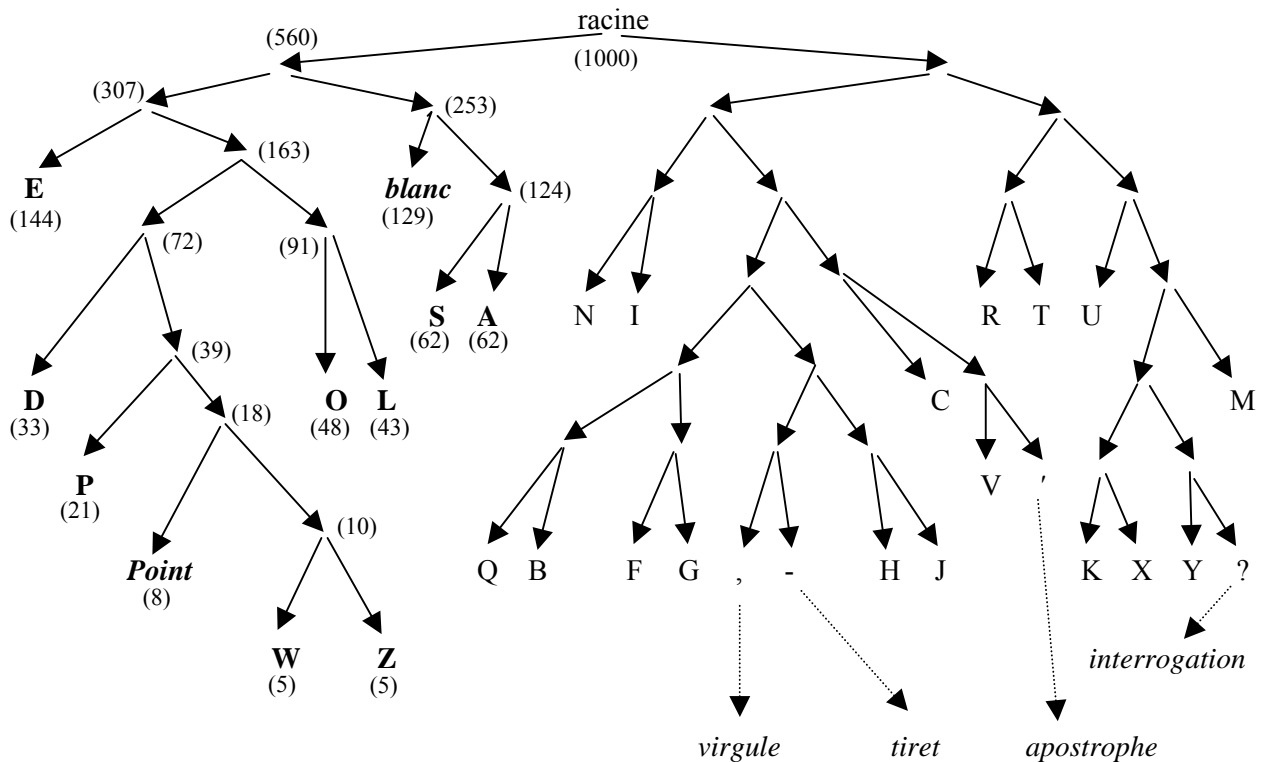 racine
(560)
(1000)
(307)
(253)
(163)
E
blanc
(124)
(144)
(129)
(72)
(91)
S
A
N
I
R
T
U
(62)
(62)
(39)
D
O
L
C
M
(33)
(48)
(43)
(18)
P
V
'
(21)
(10)
Point
Q
B
F
G
,
-
H
J
K
X
Y
?
(8)
W
Z
interrogation
(5)
(5)
virgule
tiret
apostrophe